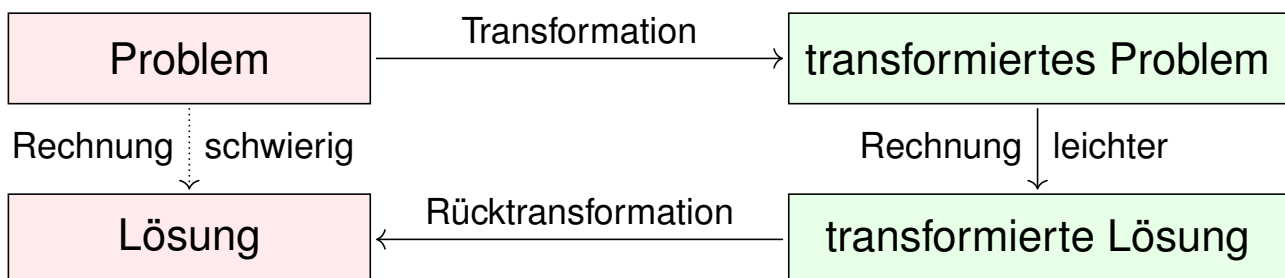 Problem
Transformation
transformiertes Problem
Rechnung schwierig
Rechnung leichter
Lösung
Rücktransformation
transformierte Lösung